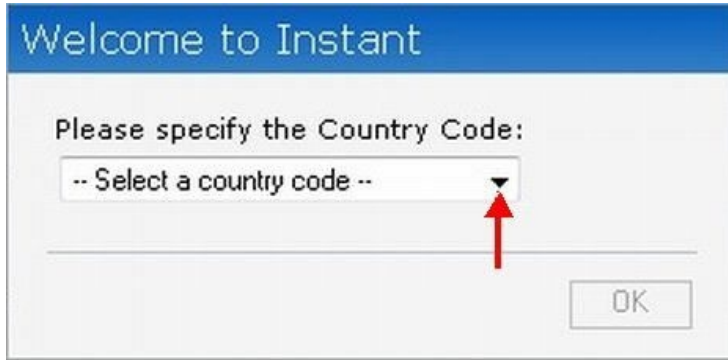 Welcome to Instant
Please specify the Country Code:
-- Select a country code --
OK